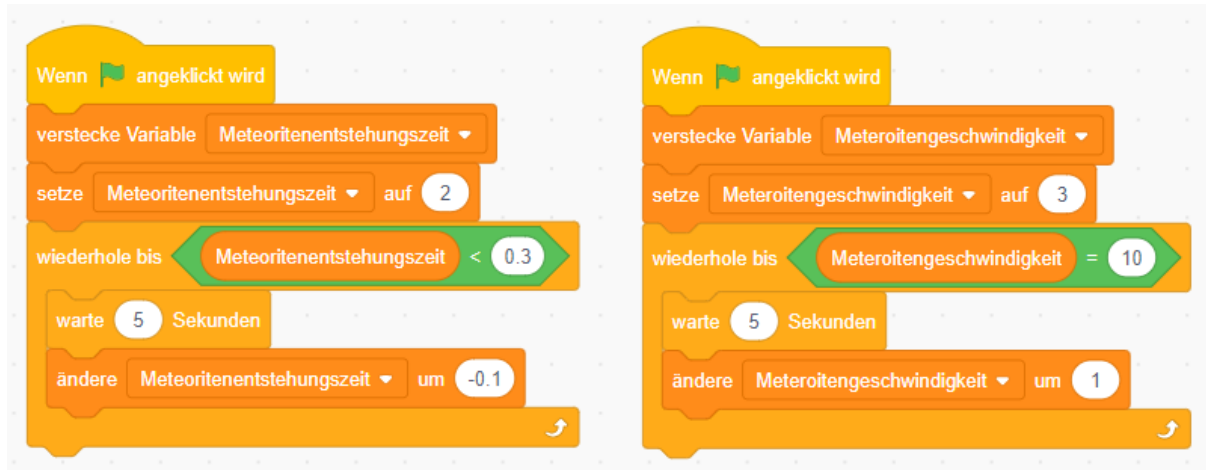 Wenn angeklickt wird
verstecke Variable Meteoritenentstehungszeit
setze Meteoritenentstehungszeit auf 2
wiederhole bis Meteoritenentstehungszeit < 0.3
warte 5 Sekunden
ändere Meteoritenentstehungszeit um -0.1
Wenn angeklickt wird
verstecke Variable Meteroitengeschwindigkeit
setze Meteroitengeschwindigkeit auf 3
wiederhole bis Meteroitengeschwindigkeit = 10
warte 5 Sekunden
ändere Meteroitengeschwindigkeit um 1